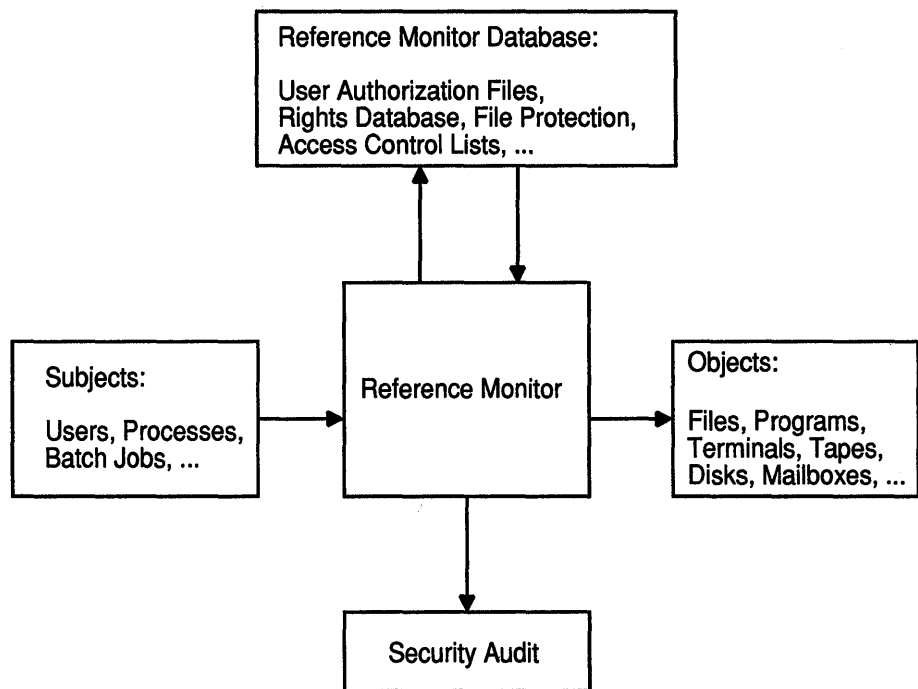 Reference Monitor Database:
User Authorization Files,
Rights Database, File Protection,
Access Control Lists, ...
Subjects:
Users, Processes,
Batch Jobs, ...
Reference Monitor
Objects:
Files, Programs,
Terminals, Tapes,
Disks, Mailboxes, ...
Security Audit